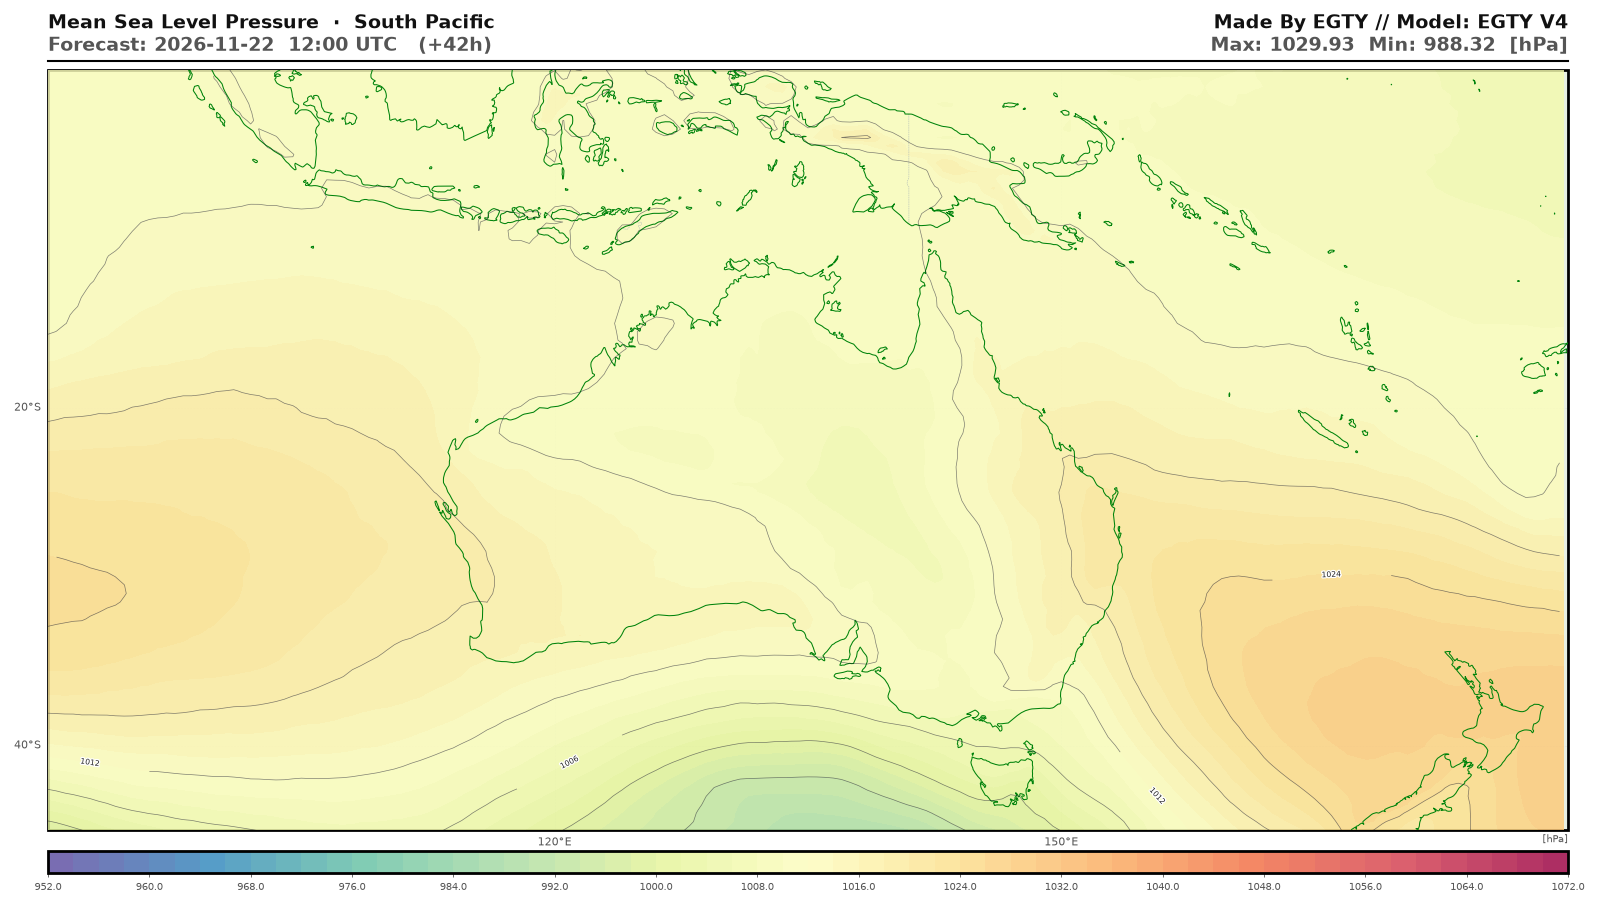 Mean Sea Level Pressure · South Pacific
Made By EGTY // Model: EGTY V4
Forecast: 2026-11-22 12:00 UTC (+42h)
Max: 1029.93 Min: 988.32 [hPa]
20°S
1024
40°S
1012
1006
1012
120°E
150°E
[hPa]
952.0 960.0 968.0 976.0 984.0 992.0 1000.0 1008.0 1016.0 1024.0 1032.0 1040.0 1048.0 1056.0 1064.0 1072.0